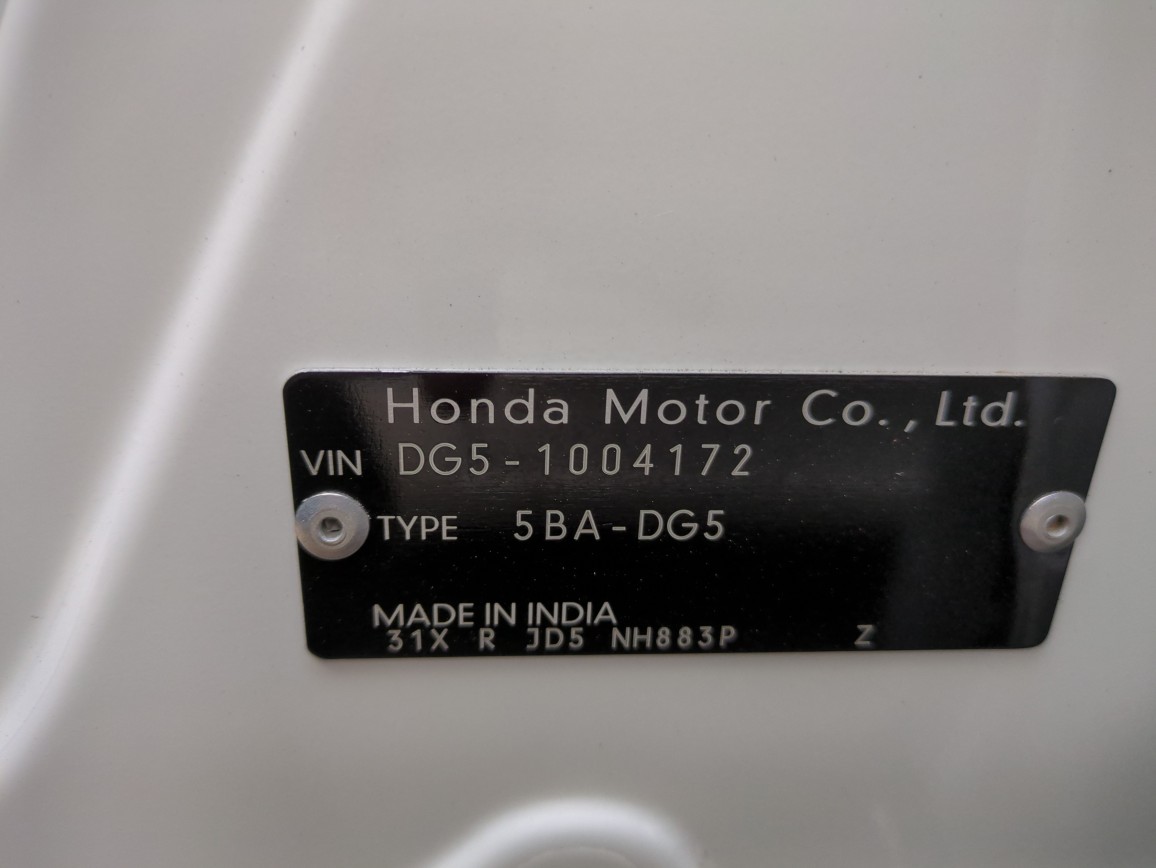 Honda Motor Co., Ltd.
VIN DG5-1004172
TYPE 5BA-DG5
MADE IN INDIA
31X R JD5 NH883P Z